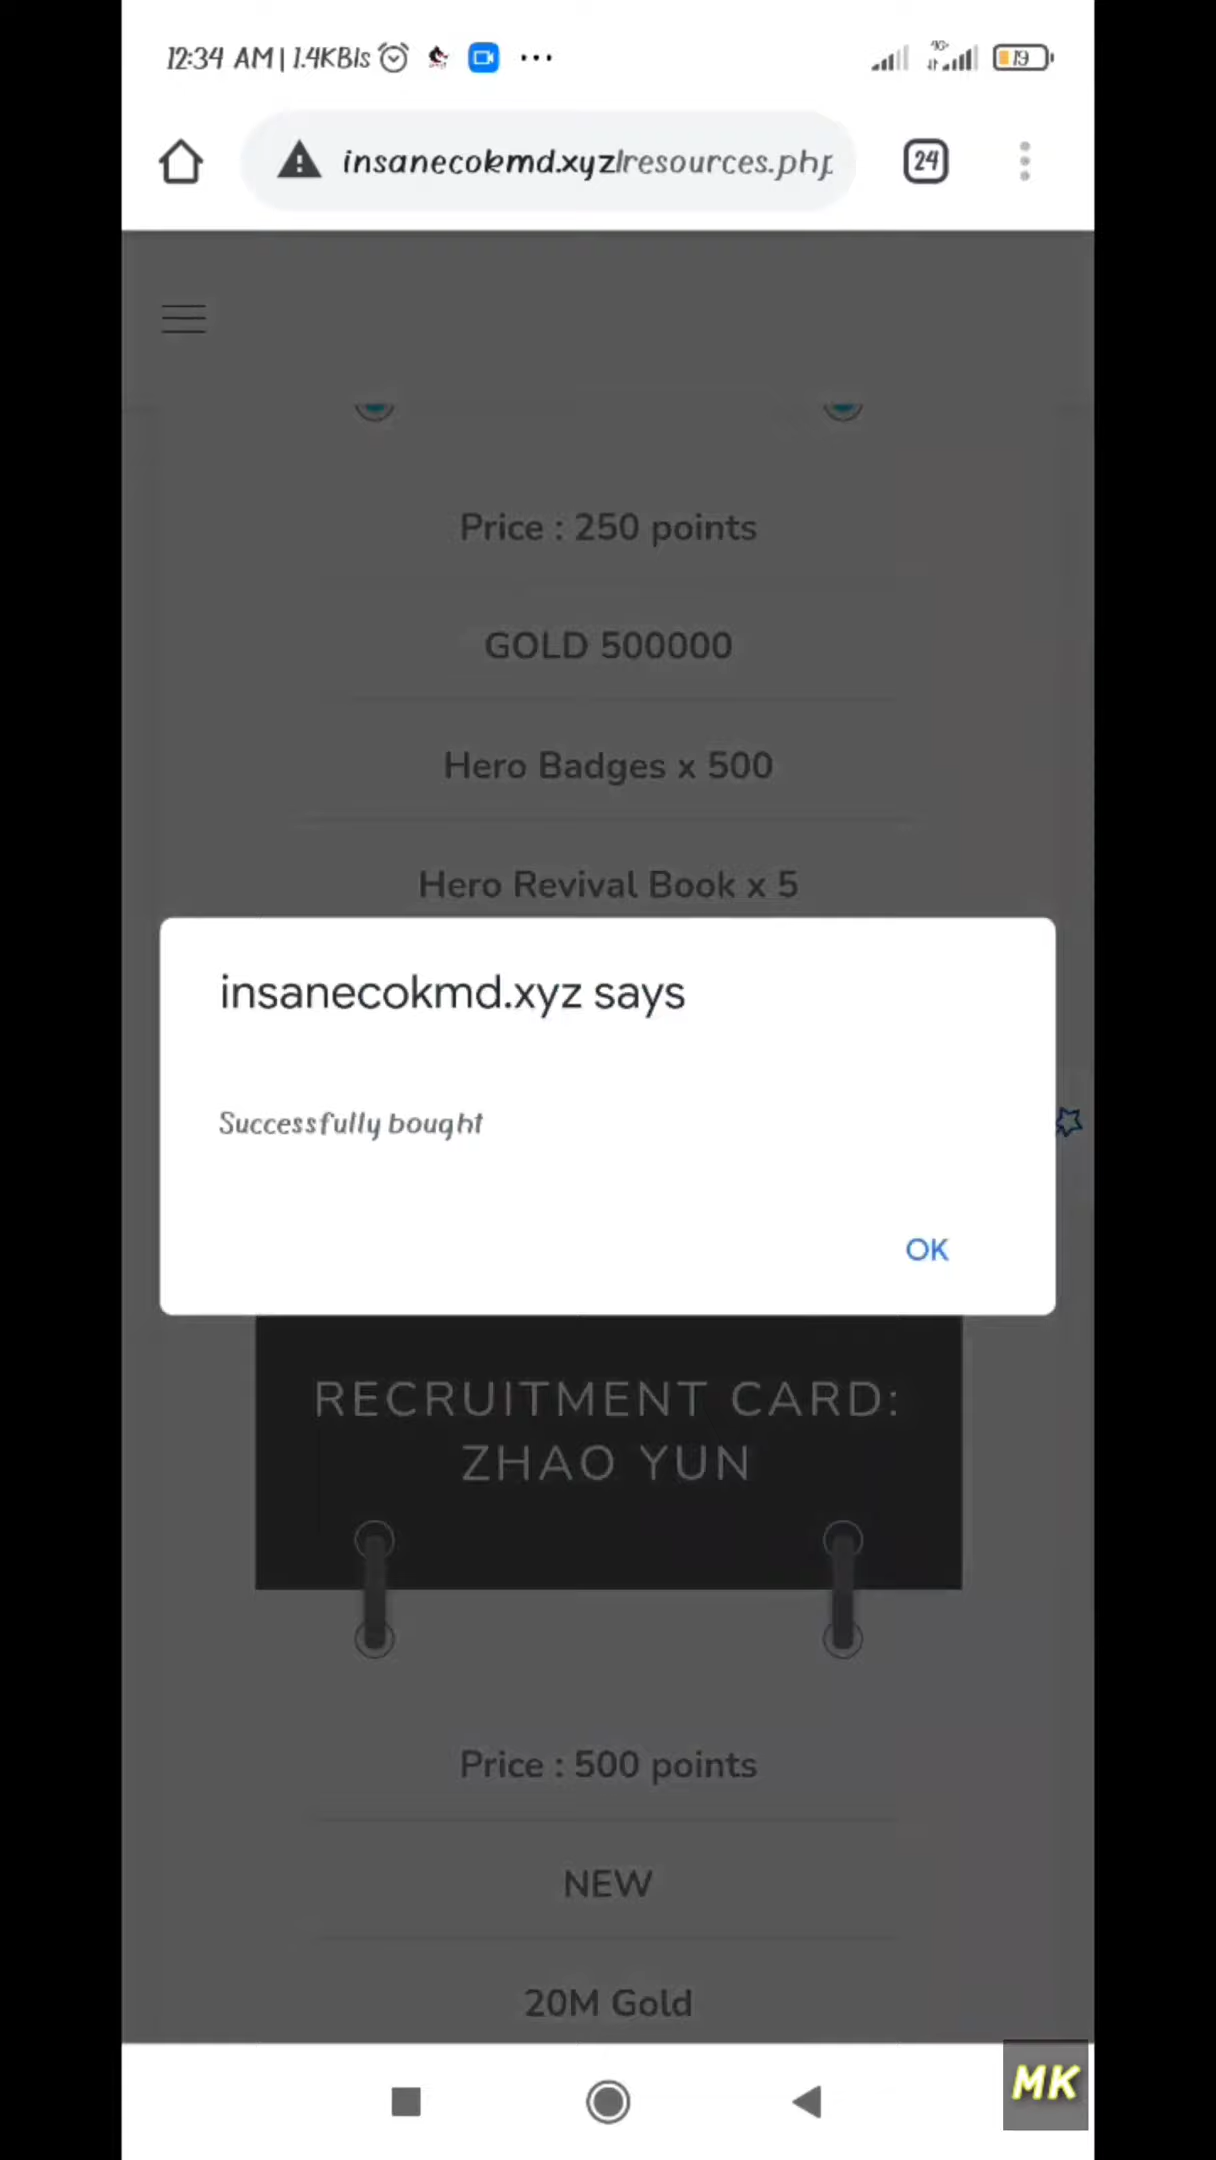 12:34 AM | 1.4KB/s
4G+
19
insanecokmd.xyz/resources.php
24
Price : 250 points
GOLD 500000
Hero Badges x 500
Hero Revival Book x 5
insanecokmd.xyz says
Successfully bought
OK
RECRUITMENT CARD:
ZHAO YUN
Price : 500 points
NEW
20M Gold
MK